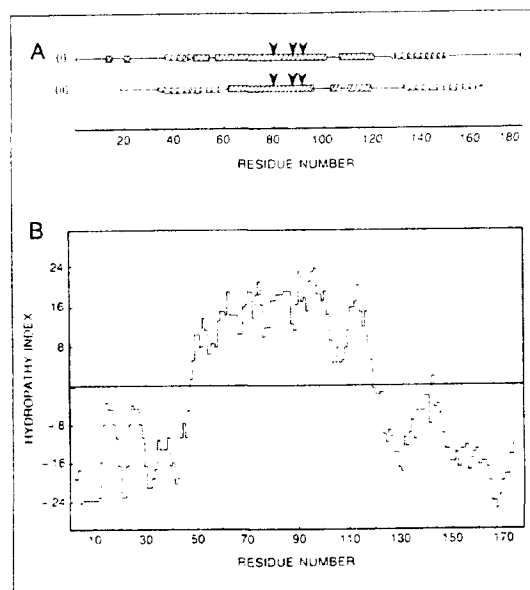 A
(i)
(ii)
20 40 60 80 100 120 140 160 180
RESIDUE NUMBER
B
HYDROPATHY INDEX
24
16
8
-8
-16
-24
10 30 50 70 90 110 130 150 170
RESIDUE NUMBER